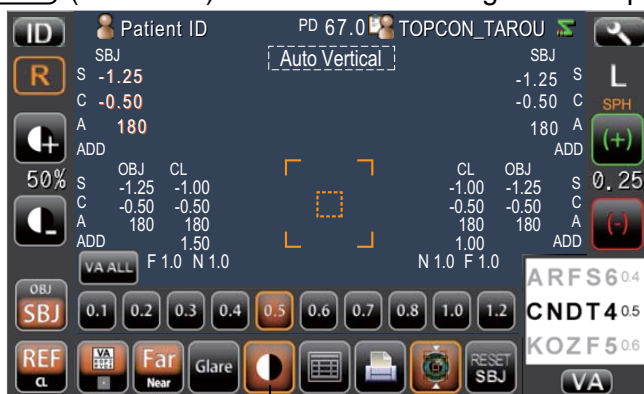 ID Patient ID PD 67.0 TOPCON_TAROU
SBJ Auto Vertical SBJ
R S -1.25 -1.25 S L
C -0.50 -0.50 C SPH
A 180 180 A (+)
ADD ADD
OBJ CL CL OBJ
50% S -1.25 -1.00 -1.00 -1.25 S 0.25
C -0.50 -0.50 -0.50 -0.50 C
A 180 180 180 180 A (-)
ADD 1.50 1.00 ADD
VA ALL F 1.0 N 1.0 N 1.0 F 1.0
ARFS6 0.4
OBJ
SBJ 0.1 0.2 0.3 0.4 0.5 0.6 0.7 0.8 1.0 1.2 CNDT4 0.5
KOZF5 0.6
REF VA Far Glare RESET
CL Near SBJ VA